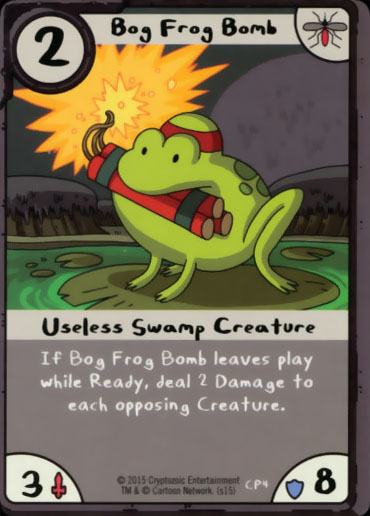 2
Bog Frog Bomb
Useless Swamp Creature
If Bog Frog Bomb leaves play
while Ready, deal 2 Damage to
each opposing Creature.
3
© 2015 Cryptozoic Entertainment
TM & © Cartoon Network. (s15)
CP4
8